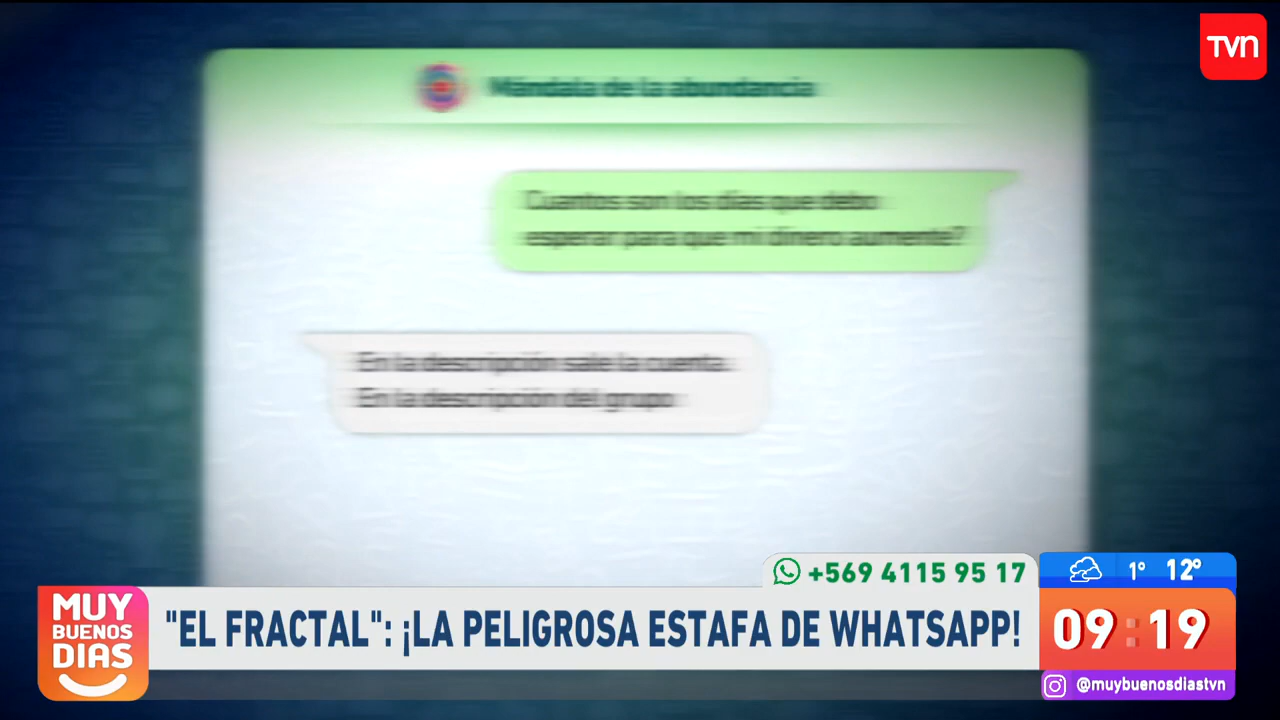 TVN
Mándala de la abundancia
Cuantos son los días que debo
esperar para que mi dinero aumente?
En la descripción sale la cuenta
En la descripción del grupo
+569 4115 95 17
1° 12°
MUY
BUENOS
DIAS
"EL FRACTAL": ¡LA PELIGROSA ESTAFA DE WHATSAPP!
09:19
@muybuenosdiastvn